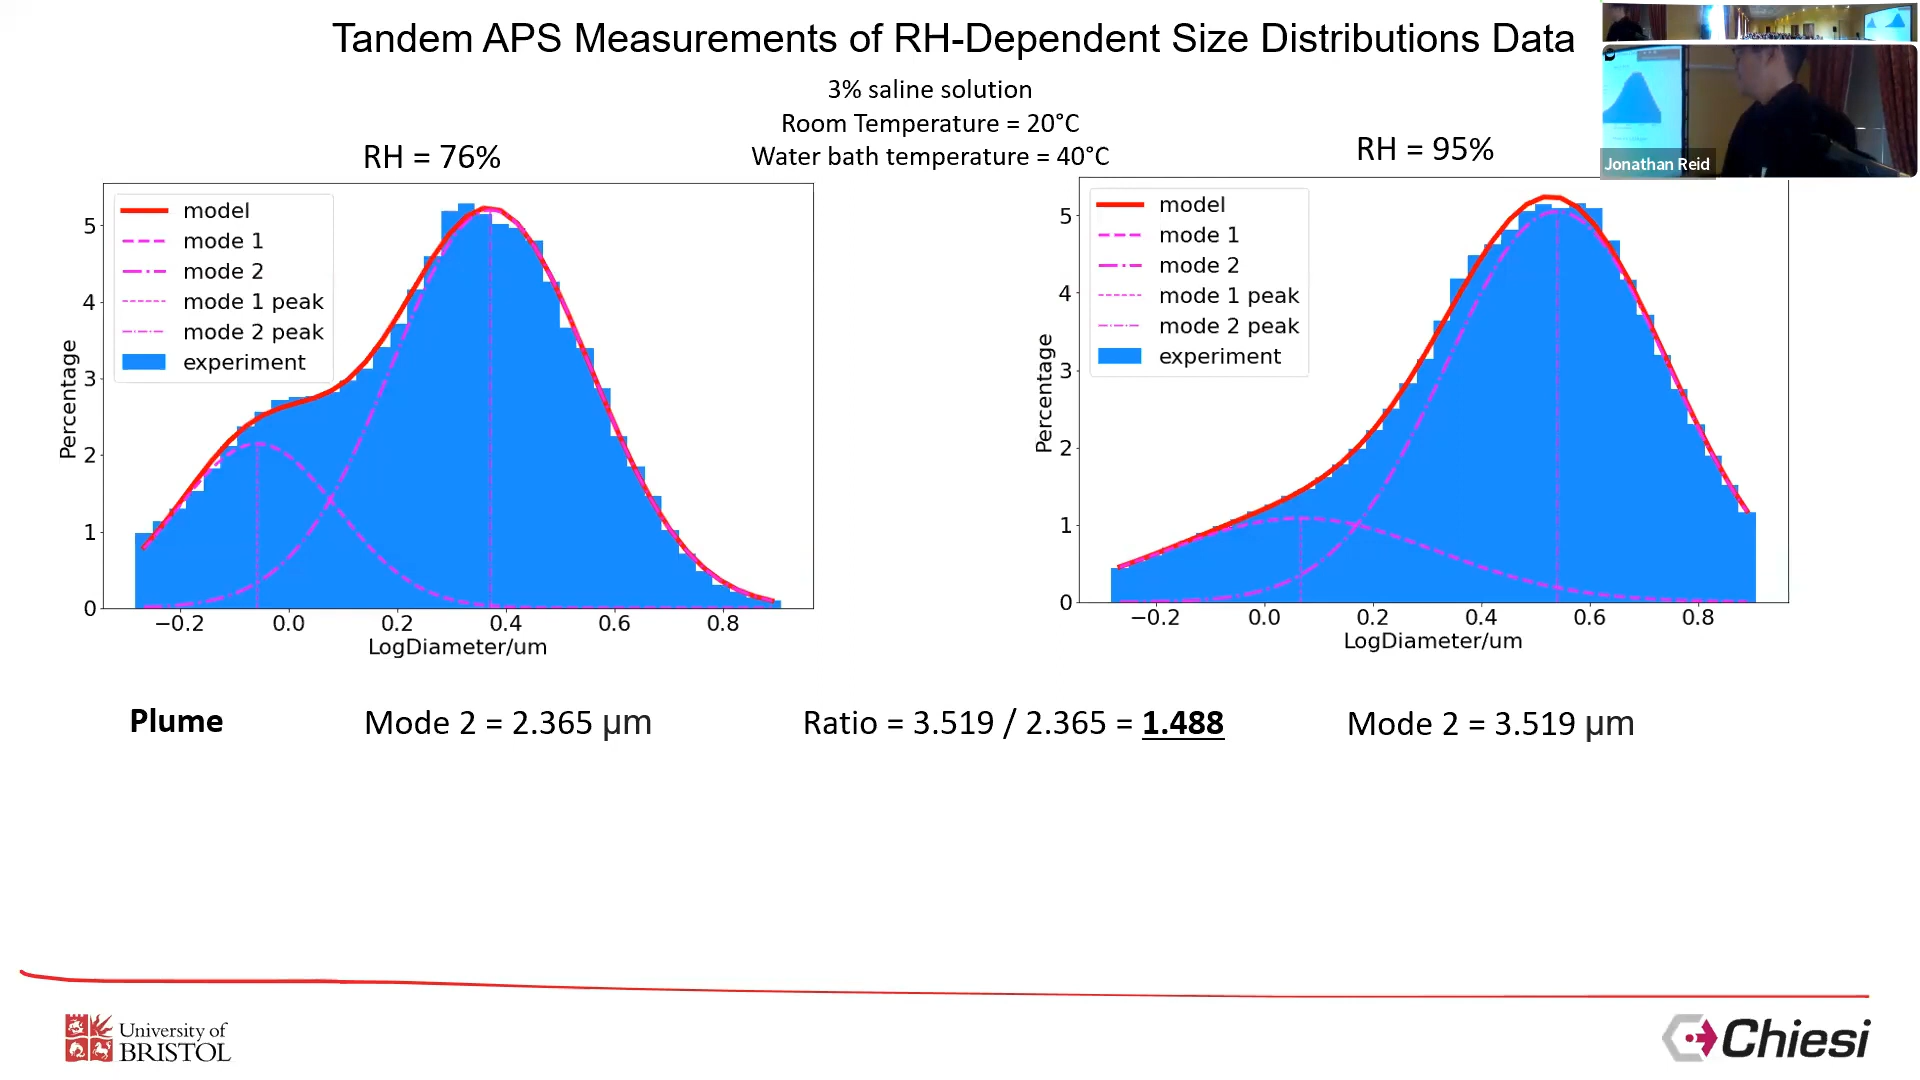 Tandem APS Measurements of RH-Dependent Size Distributions Data
3% saline solution
Room Temperature = 20°C
Water bath temperature = 40°C
RH = 76%
RH = 95%
Jonathan Reid
model
mode 1
mode 2
mode 1 peak
mode 2 peak
experiment
Percentage
5
4
3
2
1
0
−0.2 0.0 0.2 0.4 0.6 0.8
LogDiameter/um
model
mode 1
mode 2
mode 1 peak
mode 2 peak
experiment
Percentage
5
4
3
2
1
0
−0.2 0.0 0.2 0.4 0.6 0.8
LogDiameter/um
Plume
Mode 2 = 2.365 µm
Ratio = 3.519 / 2.365 = 1.488
Mode 2 = 3.519 µm
University of
BRISTOL
Chiesi